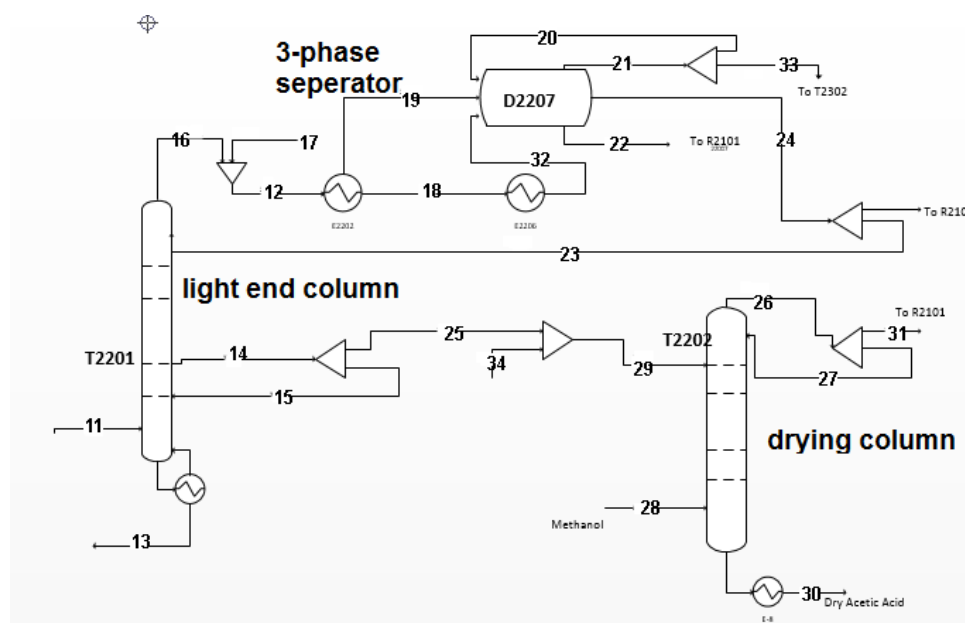 20
3-phase
seperator
21
33
To T2302
19
D2207
16
17
22
To R2101
24
32
12
18
E2202
E2206
To R210
23
light end column
26
To R2101
25
T2202
31
T2201
14
34
29
27
15
11
drying column
28
Methanol
13
30
Dry Acetic Acid
E-8